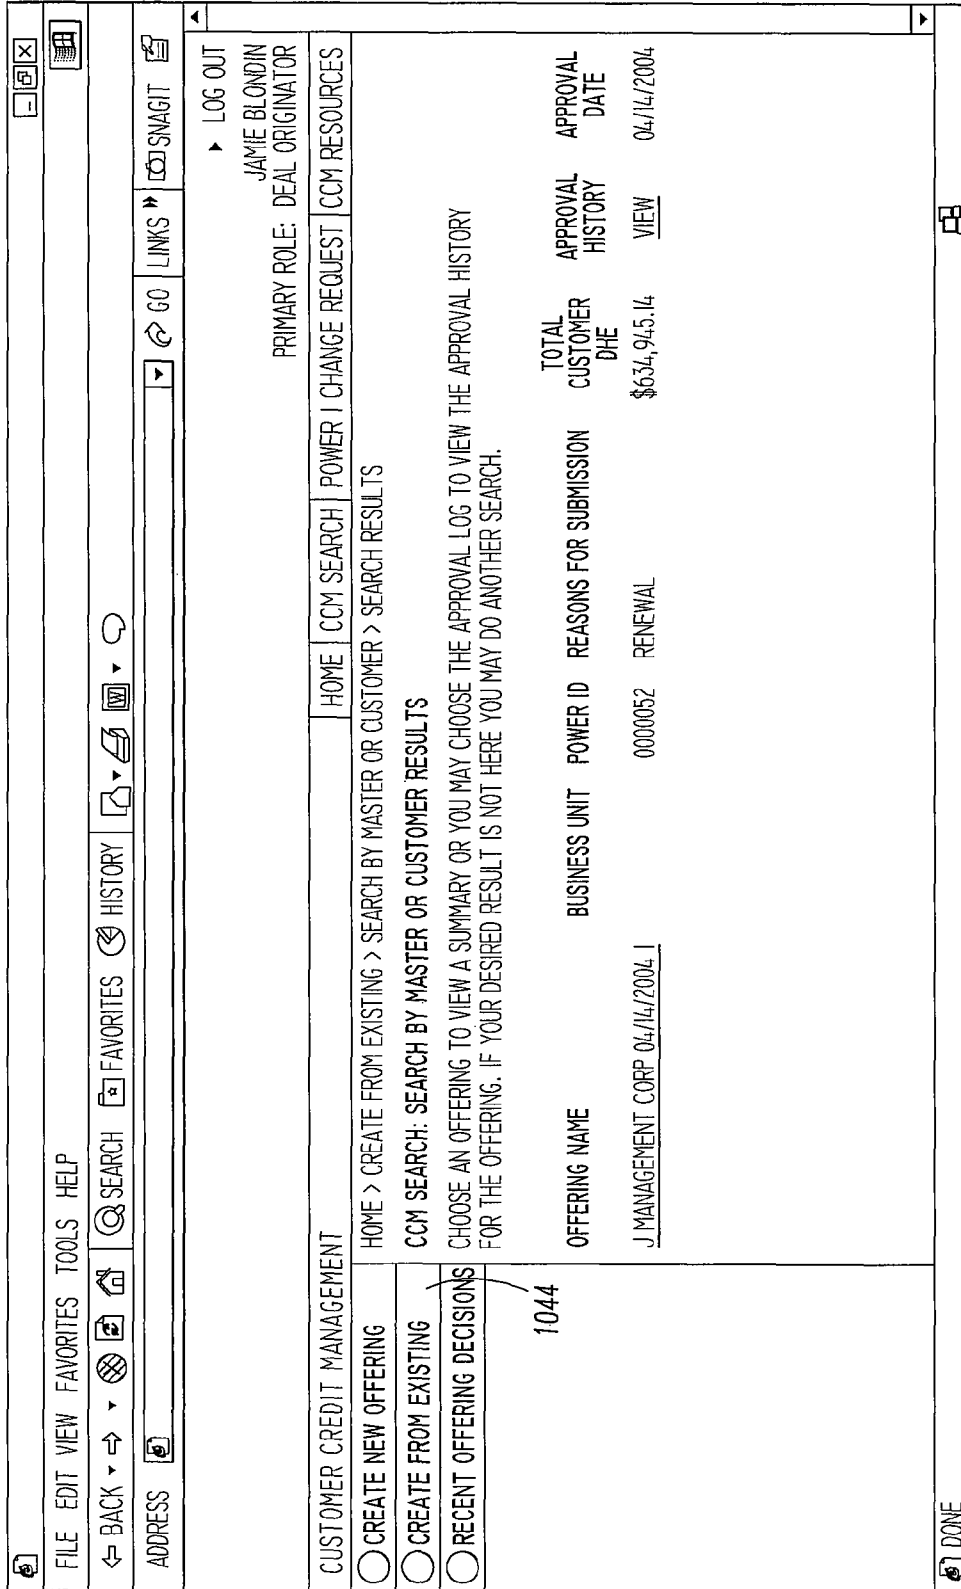 FILE EDIT VIEW FAVORITES TOOLS HELP
BACK SEARCH FAVORITES HISTORY W
ADDRESS GO LINKS » SNAGIT
LOG OUT
JAMIE BLONDIN
PRIMARY ROLE: DEAL ORIGINATOR
CUSTOMER CREDIT MANAGEMENT HOME CCM SEARCH POWER I CHANGE REQUEST CCM RESOURCES
CREATE NEW OFFERING
CREATE FROM EXISTING
RECENT OFFERING DECISIONS
1044
HOME > CREATE FROM EXISTING > SEARCH BY MASTER OR CUSTOMER > SEARCH RESULTS
CCM SEARCH: SEARCH BY MASTER OR CUSTOMER RESULTS
CHOOSE AN OFFERING TO VIEW A SUMMARY OR YOU MAY CHOOSE THE APPROVAL LOG TO VIEW THE APPROVAL HISTORY
FOR THE OFFERING. IF YOUR DESIRED RESULT IS NOT HERE YOU MAY DO ANOTHER SEARCH.
OFFERING NAME BUSINESS UNIT POWER ID REASONS FOR SUBMISSION TOTAL CUSTOMER DHE APPROVAL HISTORY APPROVAL DATE
J MANAGEMENT CORP 04/14/2004 1 0000052 RENEWAL $634,945.14 VIEW 04/14/2004
DONE